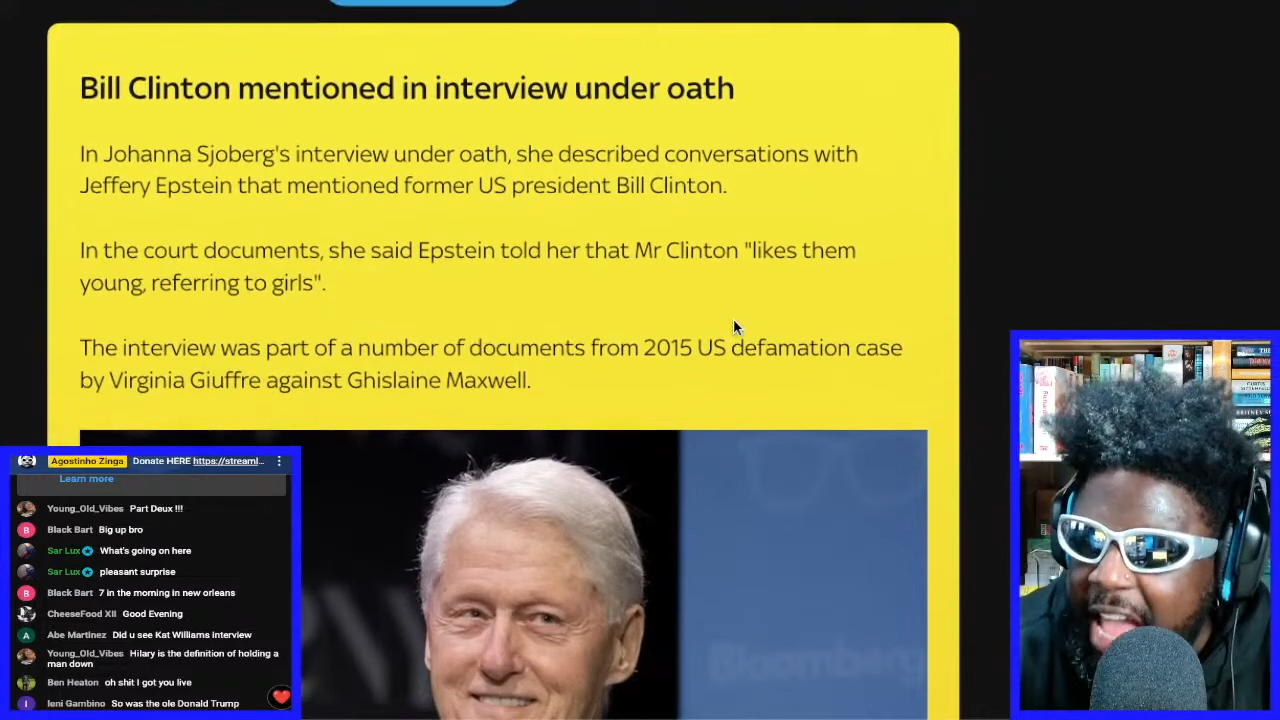 Bill Clinton mentioned in interview under oath
In Johanna Sjoberg's interview under oath, she described conversations with
Jeffery Epstein that mentioned former US president Bill Clinton.
In the court documents, she said Epstein told her that Mr Clinton "likes them
young, referring to girls".
The interview was part of a number of documents from 2015 US defamation case
by Virginia Giuffre against Ghislaine Maxwell.
Bloomberg
Agostinho Zinga Donate HERE https://streaml...
Learn more
Young_Old_Vibes Part Deux !!!
B Black Bart Big up bro
Sar Lux What's going on here
Sar Lux pleasant surprise
B Black Bart 7 in the morning in new orleans
CheeseFood XII Good Evening
A Abe Martinez Did u see Kat Williams interview
Young_Old_Vibes Hilary is the definition of holding a
man down
Ben Heaton oh shit I got you live
I Ieni Gambino So was the ole Donald Trump